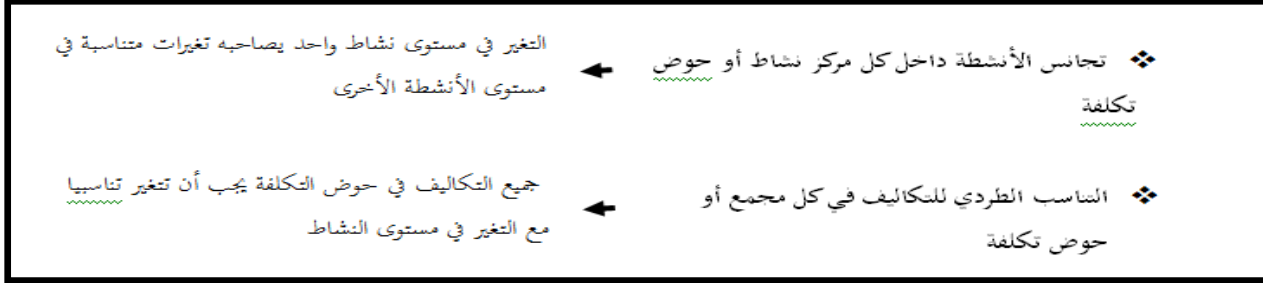 ❖ تجانس الأنشطة داخل كل مركز نشاط أو حوض
تكلفة
التغير في مستوى نشاط واحد يصاحبه تغيرات متناسبة في
مستوى الأنشطة الأخرى
❖ التناسب الطردي للتكاليف في كل مجمع أو
حوض تكلفة
جميع التكاليف في حوض التكلفة يجب أن تتغير تناسبيا
مع التغير في مستوى النشاط